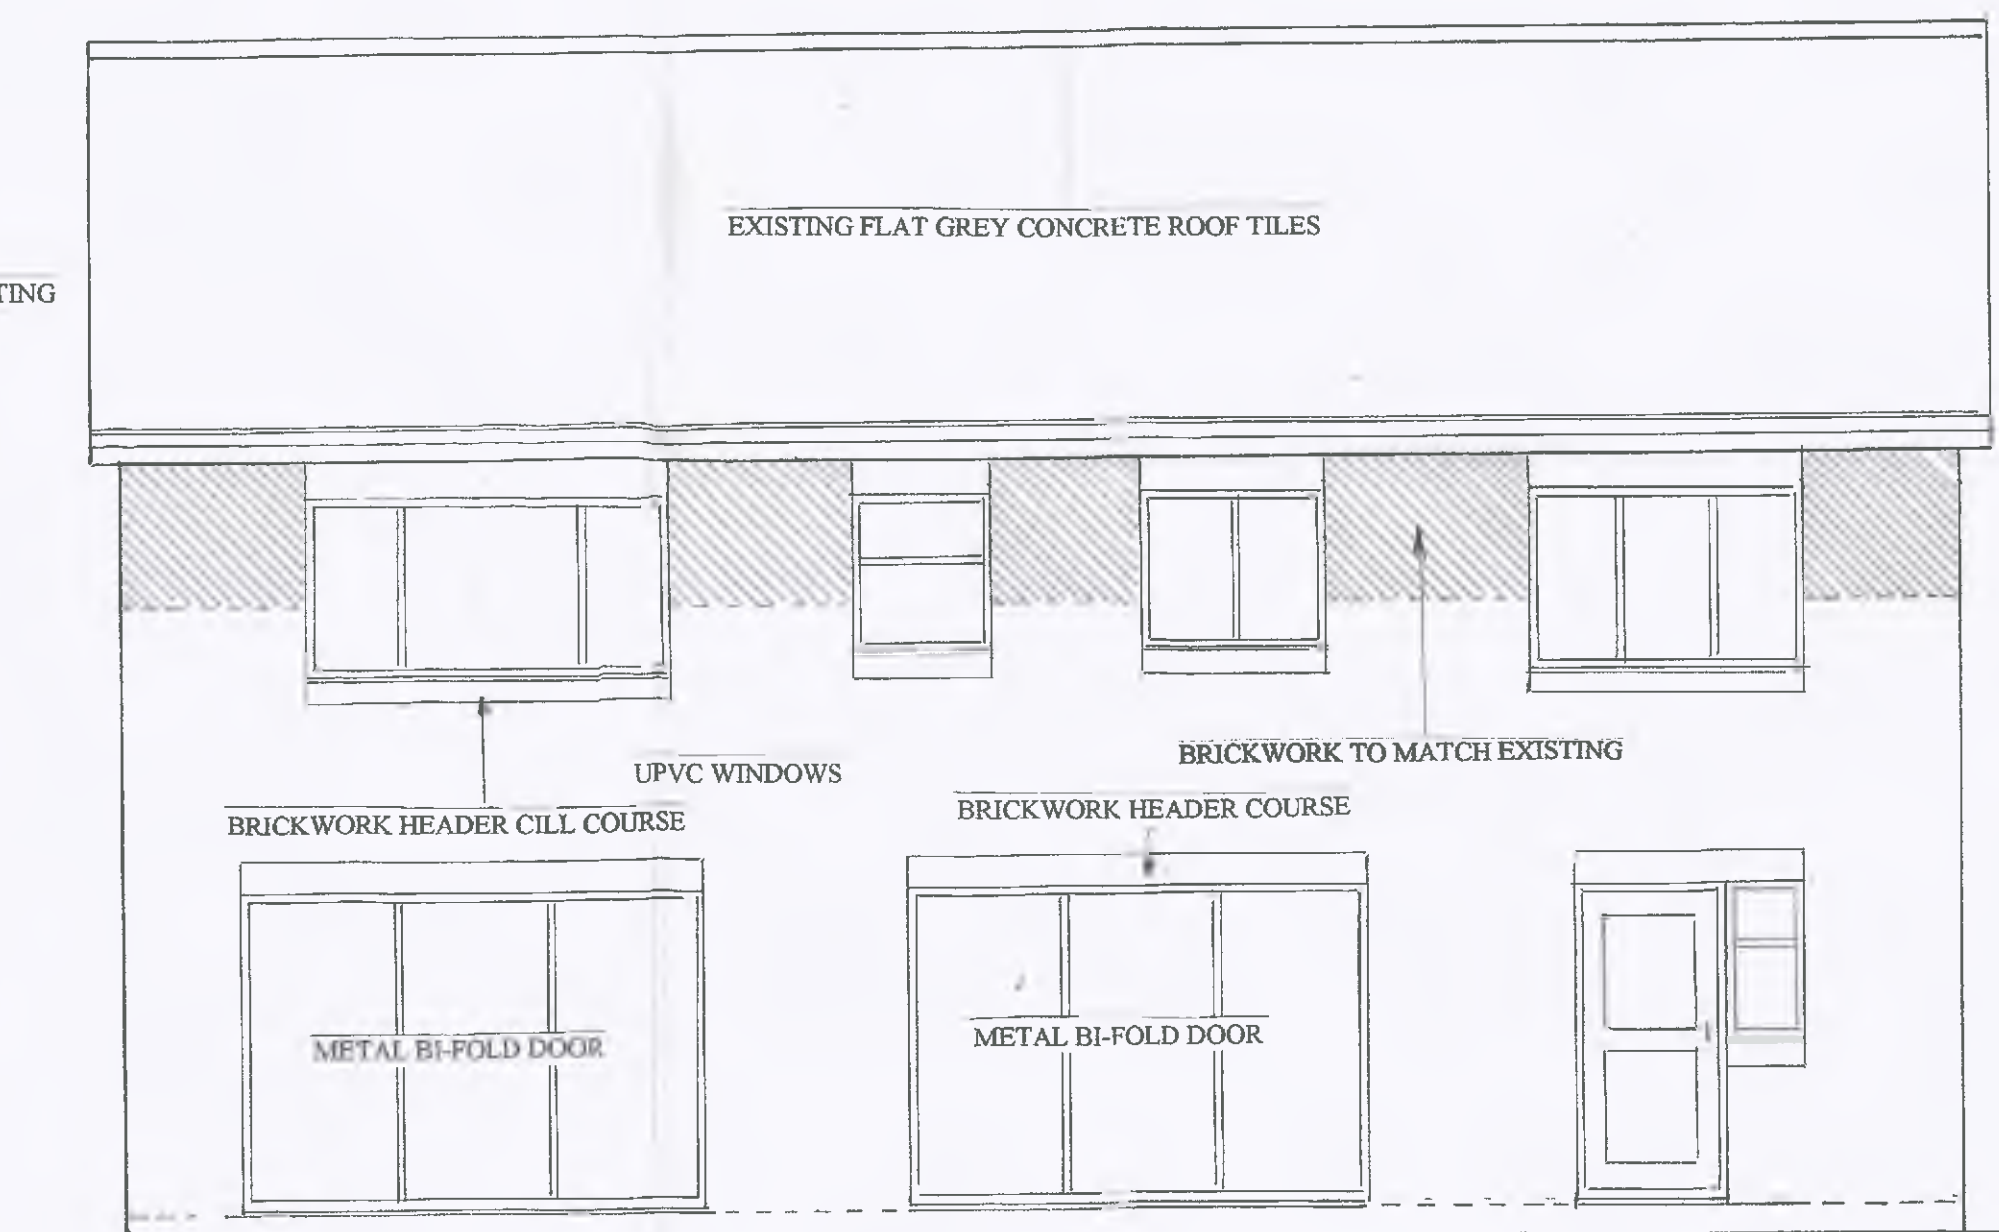 EXISTING FLAT GREY CONCRETE ROOF TILES
TING
BRICKWORK TO MATCH EXISTING
UPVC WINDOWS
BRICKWORK HEADER COURSE
BRICKWORK HEADER CILL COURSE
METAL BI-FOLD DOOR
METAL BI-FOLD DOOR